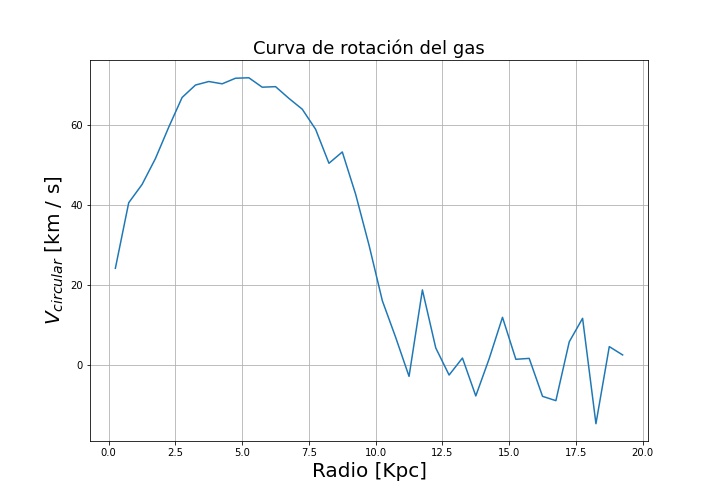 Curva de rotación del gas
V_circular [km / s]
60
40
20
0
0.0 2.5 5.0 7.5 10.0 12.5 15.0 17.5 20.0
Radio [Kpc]